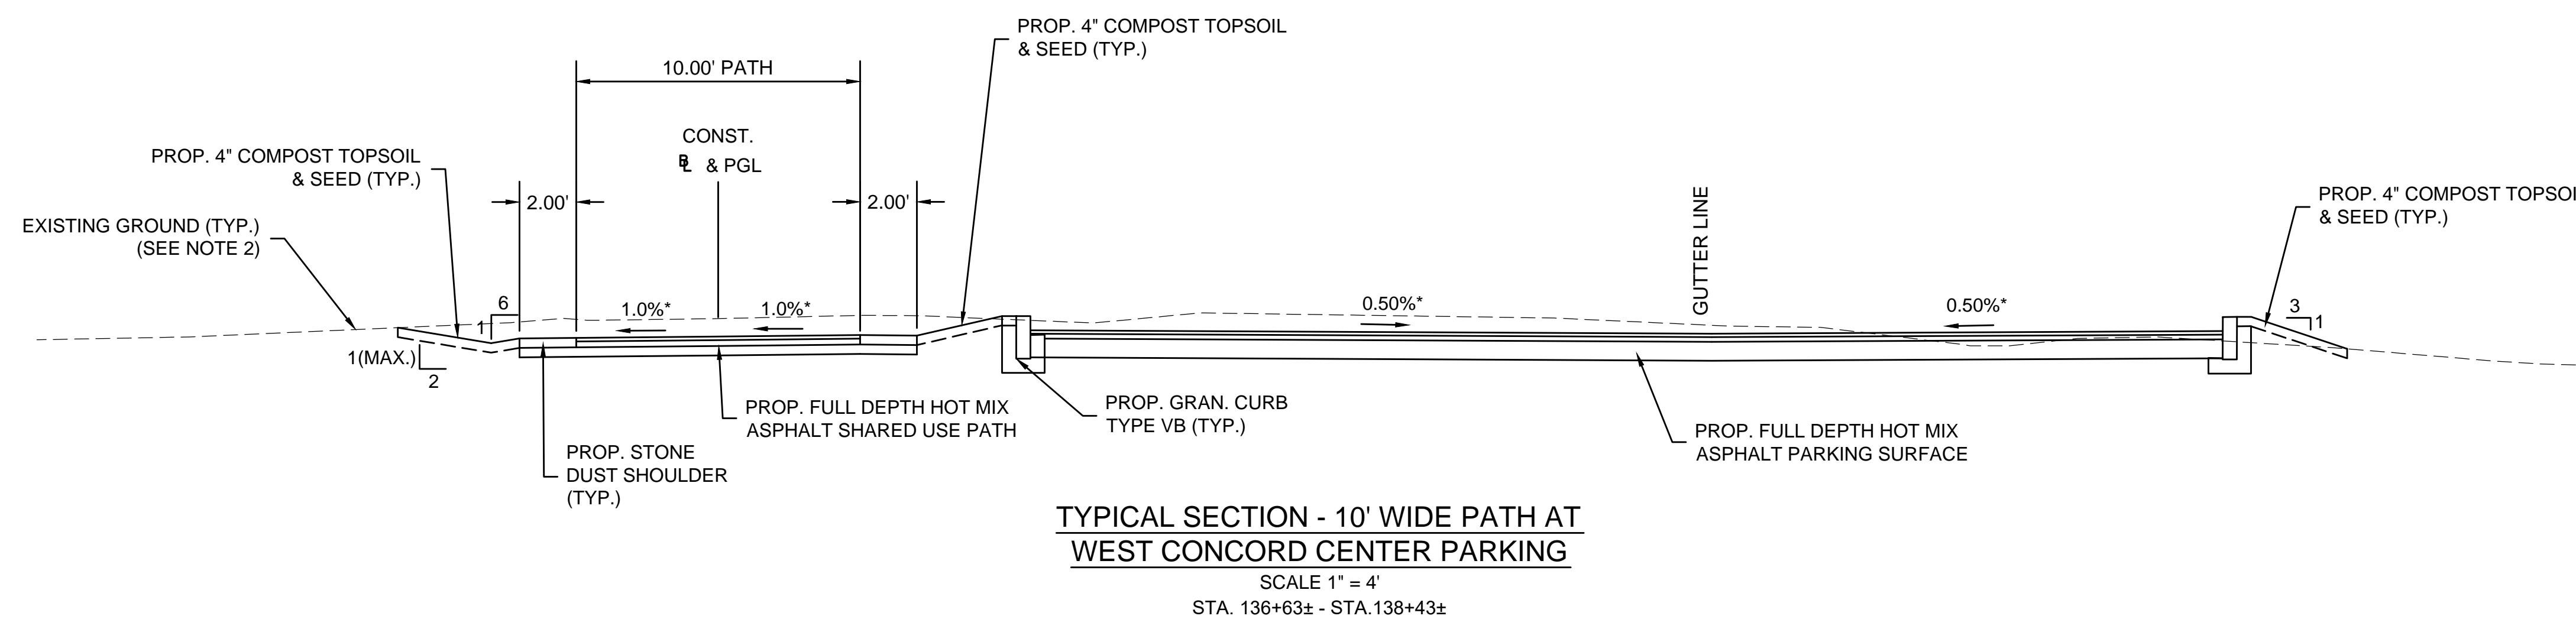 PROP. 4" COMPOST TOPSOIL
& SEED (TYP.)
10.00' PATH
CONST.
& PGL
PROP. 4" COMPOST TOPSOIL
& SEED (TYP.)
2.00'
2.00'
EXISTING GROUND (TYP.)
(SEE NOTE 2)
GUTTER LINE
PROP. 4" COMPOST TOPSOI
& SEED (TYP.)
6
1
1.0%*
1.0%*
0.50%*
0.50%*
3
1
1(MAX.)
2
PROP. FULL DEPTH HOT MIX
ASPHALT SHARED USE PATH
PROP. GRAN. CURB
TYPE VB (TYP.)
PROP. STONE
DUST SHOULDER
(TYP.)
PROP. FULL DEPTH HOT MIX
ASPHALT PARKING SURFACE
TYPICAL SECTION - 10' WIDE PATH AT
WEST CONCORD CENTER PARKING
SCALE 1" = 4'
STA. 136+63± - STA.138+43±